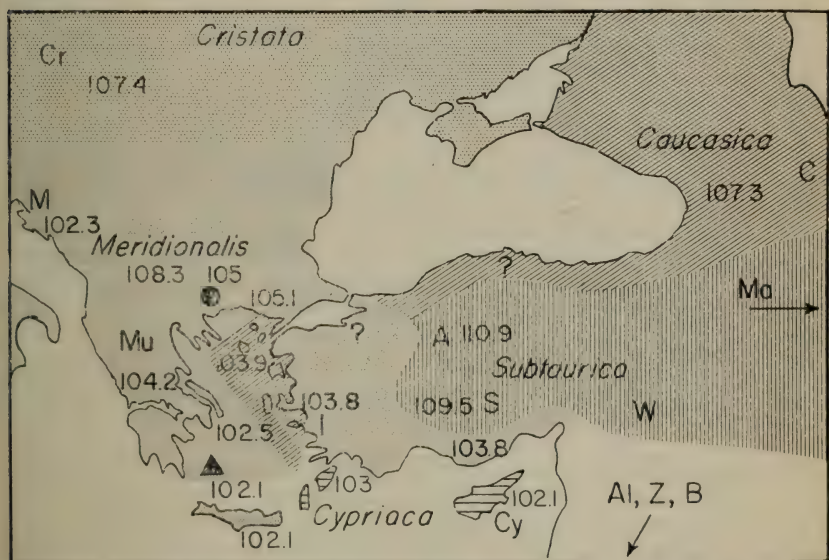 Cristata
Cr
107.4
Caucasica
C
107.3
M
102.3
Meridionalis
108.3 105
105.1
?
Ma
Mu
?
A 110.9
103.9
Subtaurica
104.2
103.8
109.5 S
W
I
102.5
103.8
102.1
103
102.1
Al, Z, B
Cypriaca
Cy
102.1